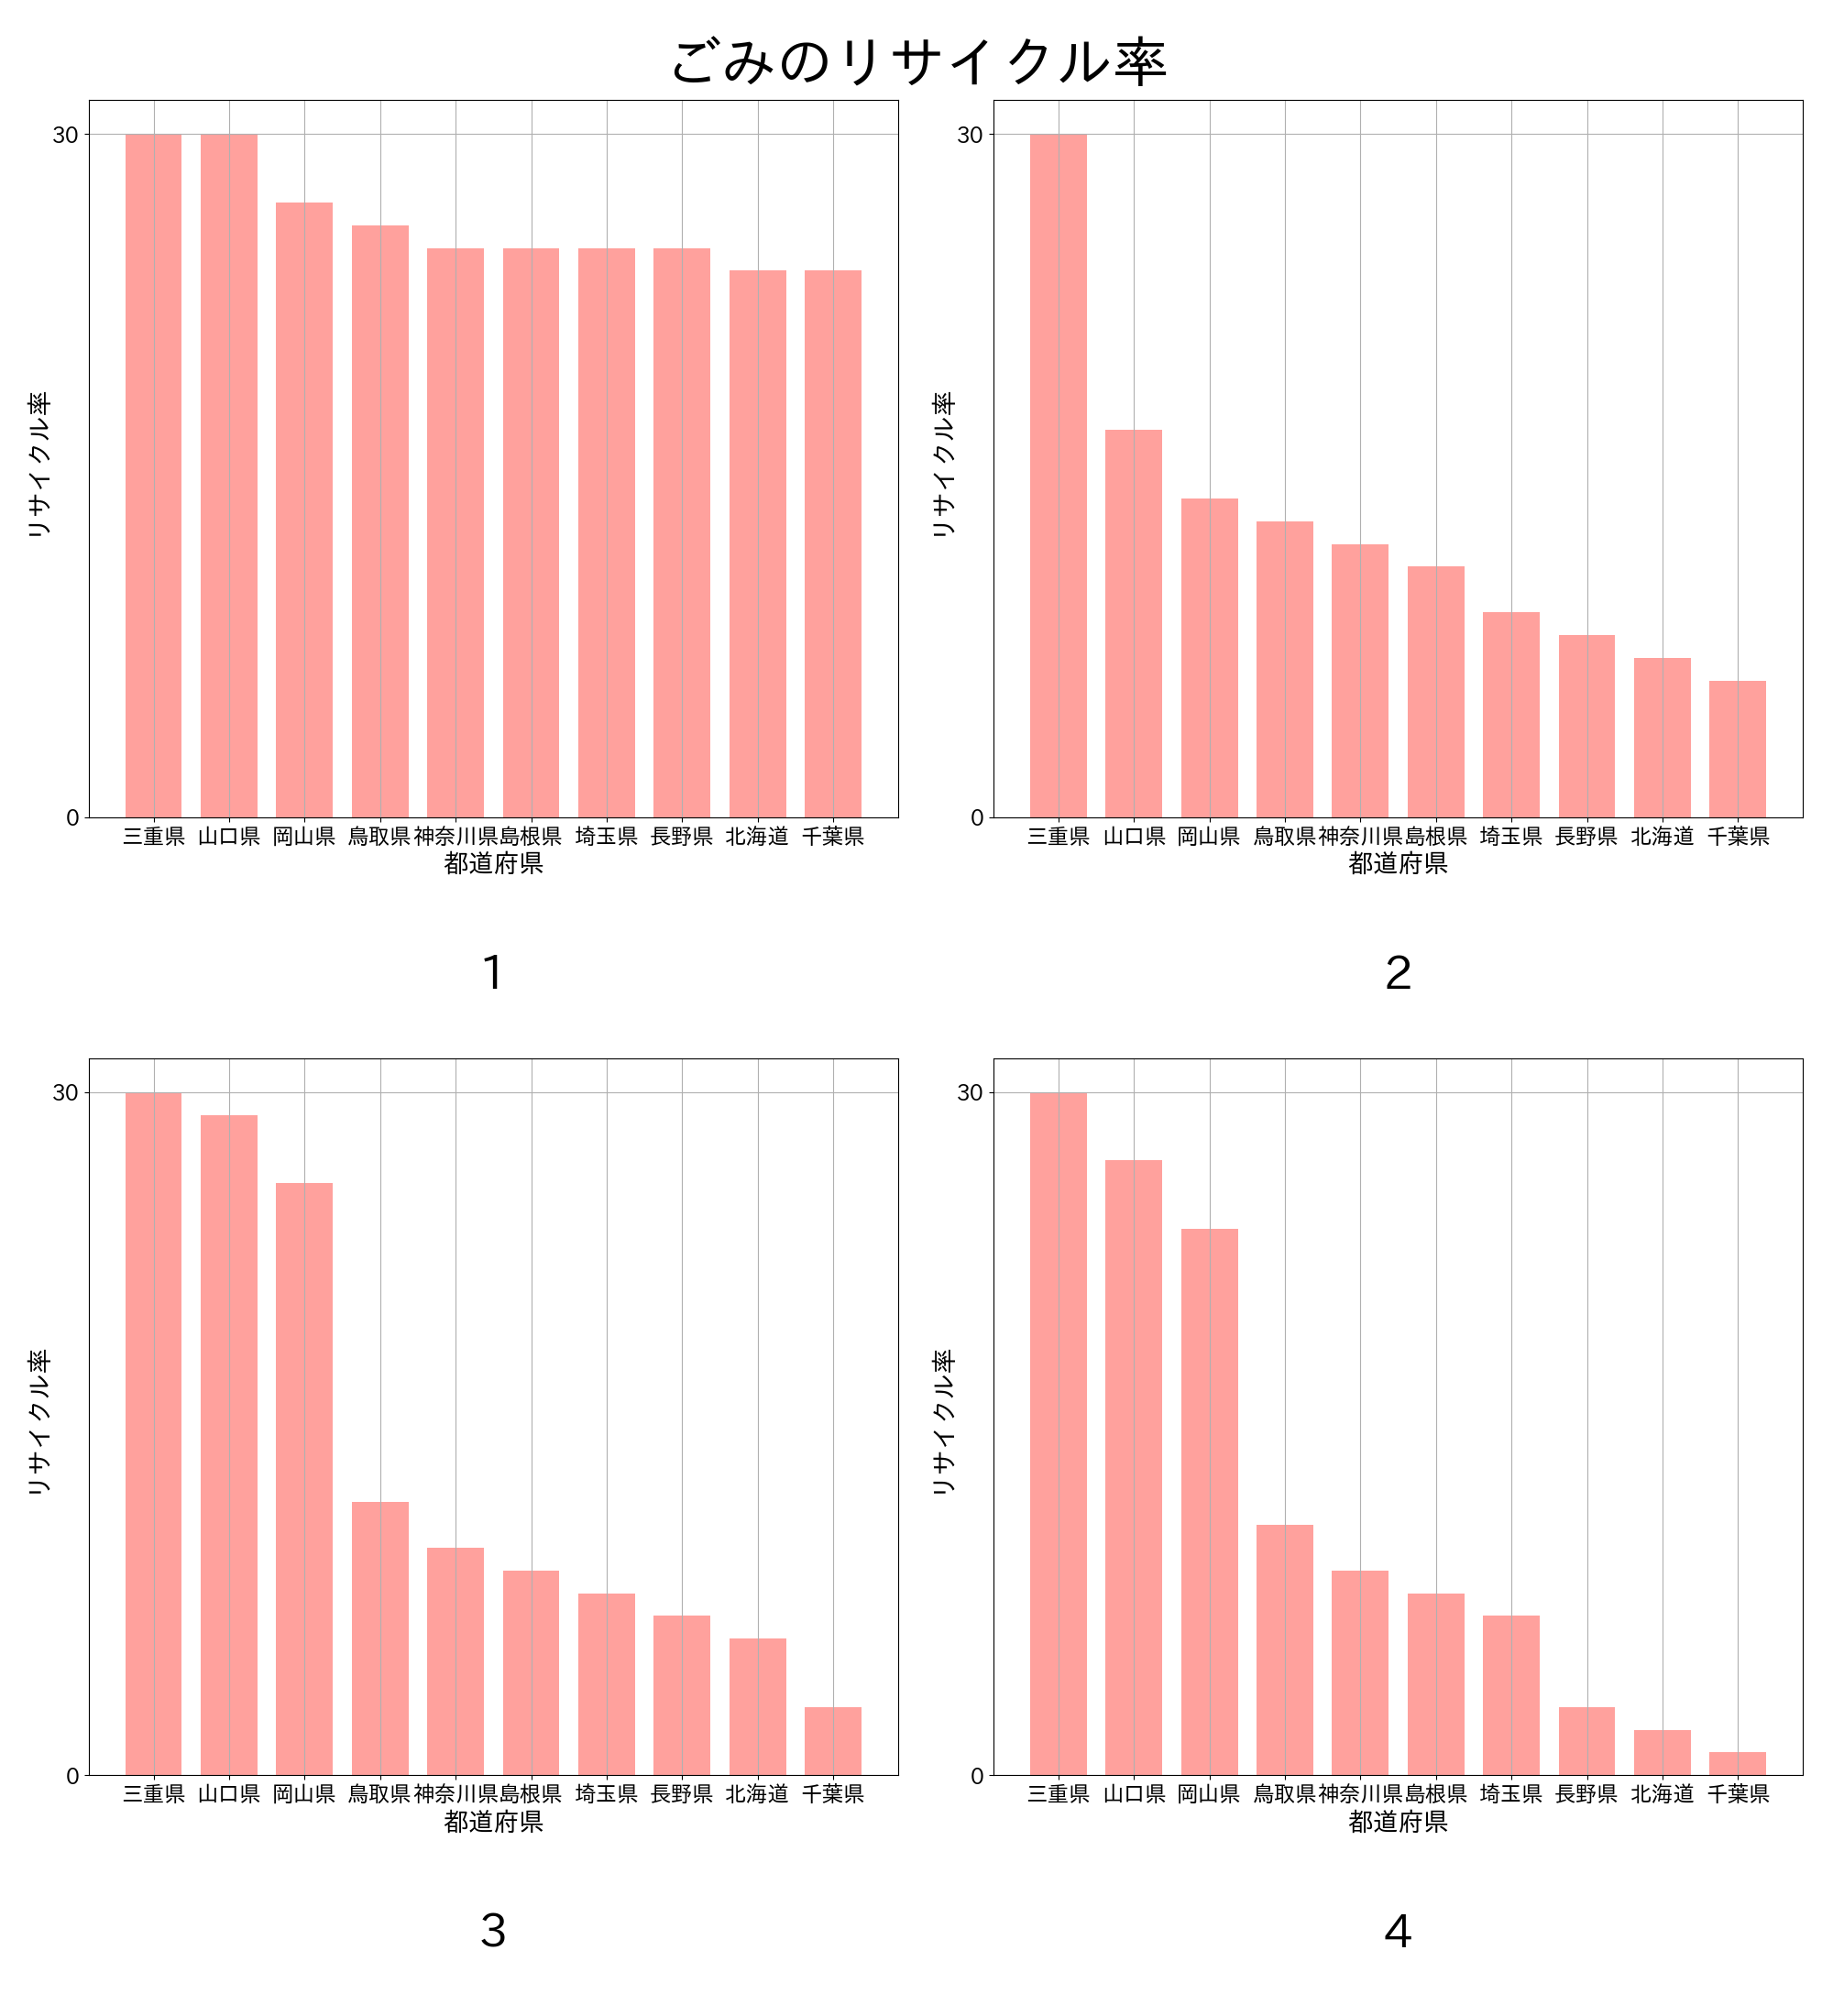 ごみのリサイクル率
30
0
リサイクル率
三重県 山口県 岡山県 鳥取県 神奈川県 島根県 埼玉県 長野県 北海道 千葉県
都道府県
1
30
0
リサイクル率
三重県 山口県 岡山県 鳥取県 神奈川県 島根県 埼玉県 長野県 北海道 千葉県
都道府県
2
30
0
リサイクル率
三重県 山口県 岡山県 鳥取県 神奈川県 島根県 埼玉県 長野県 北海道 千葉県
都道府県
3
30
0
リサイクル率
三重県 山口県 岡山県 鳥取県 神奈川県 島根県 埼玉県 長野県 北海道 千葉県
都道府県
4